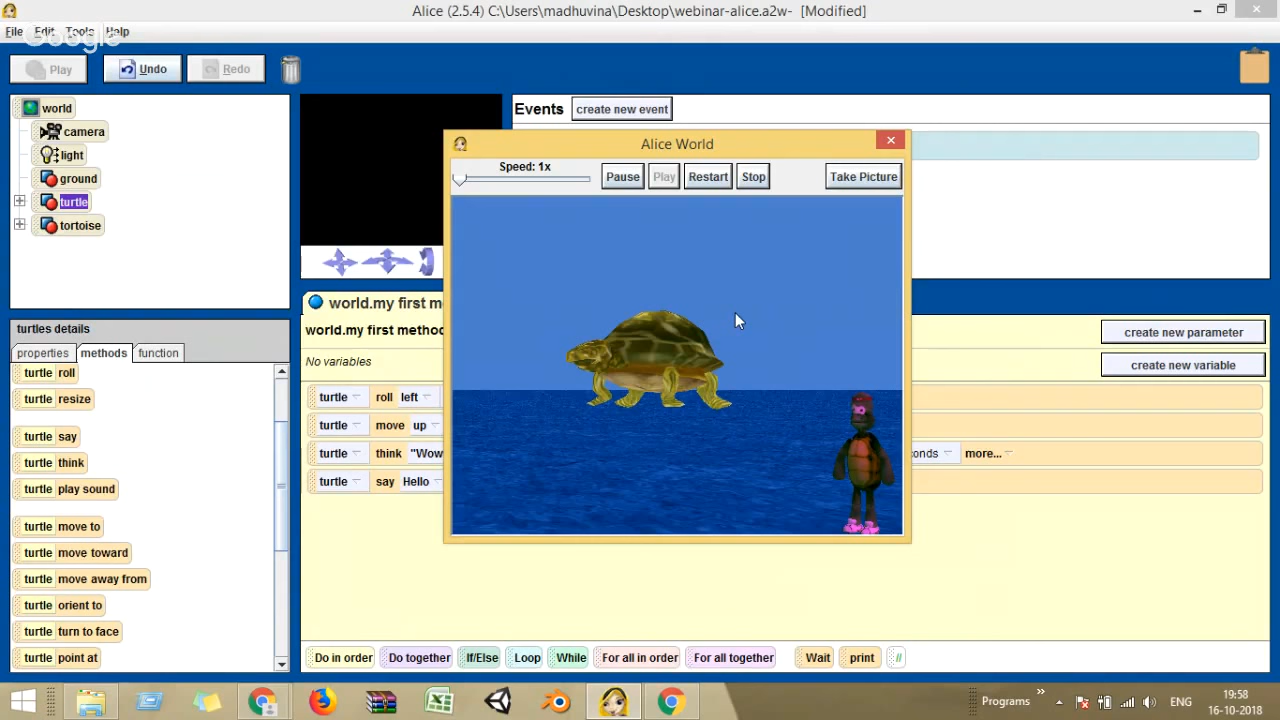 Alice (2.5.4) C:\Users\madhuvina\Desktop\webinar-alice.a2w- [Modified]
File Edit Tools Help
Google
Play Undo Redo
world
camera
light
ground
turtle
tortoise
Events create new event
Alice World
Speed: 1x
Pause Play Restart Stop Take Picture
turtles details
properties methods function
turtle roll
turtle resize
turtle say
turtle think
turtle play sound
turtle move to
turtle move toward
turtle move away from
turtle orient to
turtle turn to face
turtle point at
world.my first m
world.my first metho
create new parameter
No variables
create new variable
turtle roll left
turtle move up
turtle think "Wow onds more...
turtle say Hello
Do in order Do together If/Else Loop While For all in order For all together Wait print //
Programs » ENG
19:58
16-10-2018